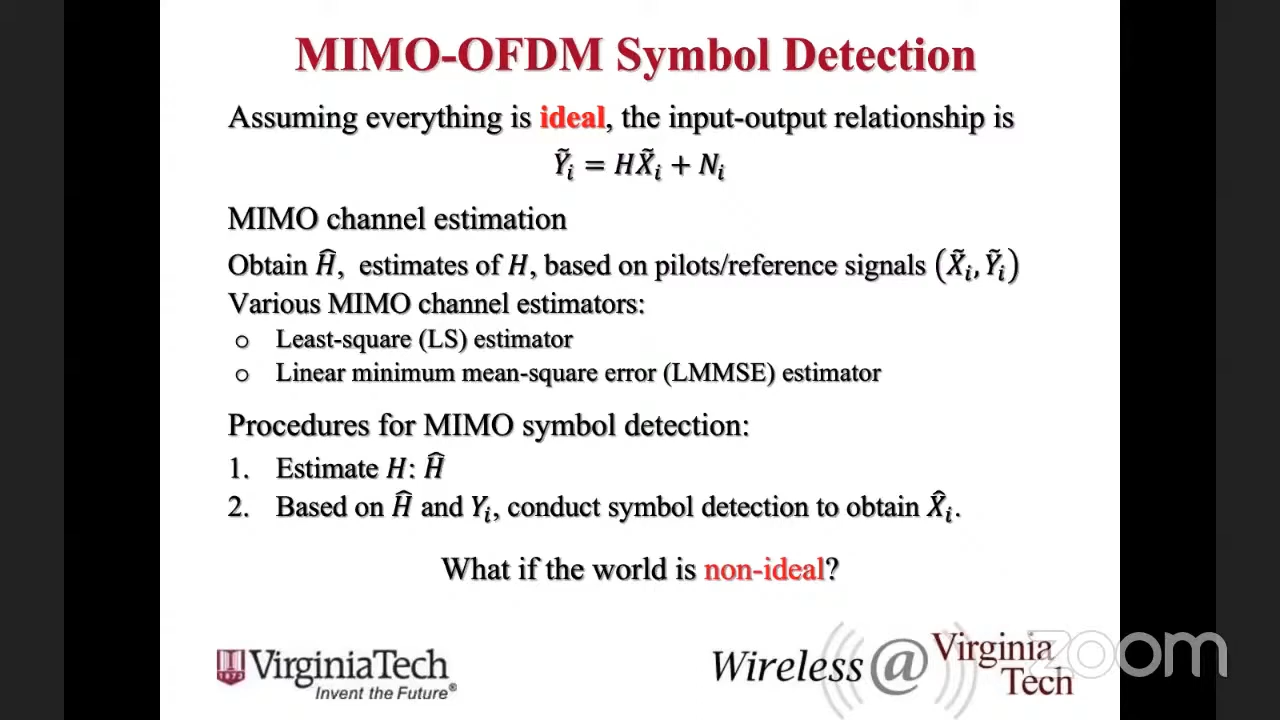 MIMO-OFDM Symbol Detection
Assuming everything is ideal, the input-output relationship is
Ỹᵢ = HX̃ᵢ + Nᵢ
MIMO channel estimation
Obtain Ĥ, estimates of H, based on pilots/reference signals (X̃ᵢ, Ỹᵢ)
Various MIMO channel estimators:
o Least-square (LS) estimator
o Linear minimum mean-square error (LMMSE) estimator
Procedures for MIMO symbol detection:
1. Estimate H: Ĥ
2. Based on Ĥ and Yᵢ, conduct symbol detection to obtain X̂ᵢ.
What if the world is non-ideal?
1872 VirginiaTech
Invent the Future®
Wireless @ Virginia Tech
zoom